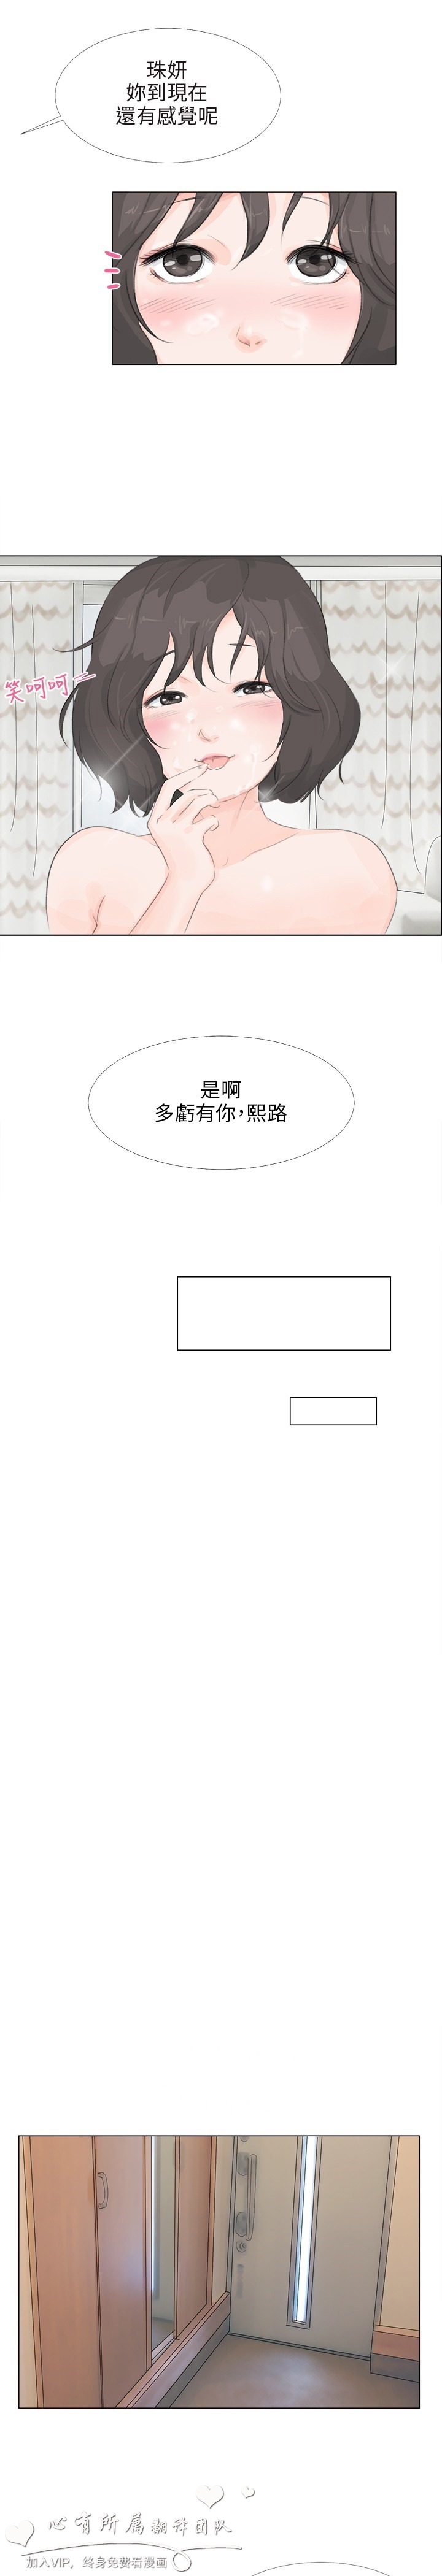 珠妍
妳到現在
還有感覺呢
笑呵呵~
是啊
多虧有你,熙路
心有所属翻译团队
加入VIP，终身免费看漫画